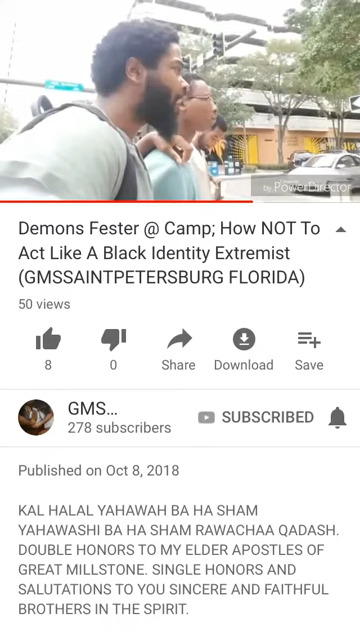 by PowerDirector
Demons Fester @ Camp; How NOT To
Act Like A Black Identity Extremist
(GMSSAINTPETERSBURG FLORIDA)
50 views
8
0
Share
Download
Save
GMS...
278 subscribers
SUBSCRIBED
Published on Oct 8, 2018
KAL HALAL YAHAWAH BA HA SHAM
YAHAWASHI BA HA SHAM RAWACHAA QADASH.
DOUBLE HONORS TO MY ELDER APOSTLES OF
GREAT MILLSTONE. SINGLE HONORS AND
SALUTATIONS TO YOU SINCERE AND FAITHFUL
BROTHERS IN THE SPIRIT.